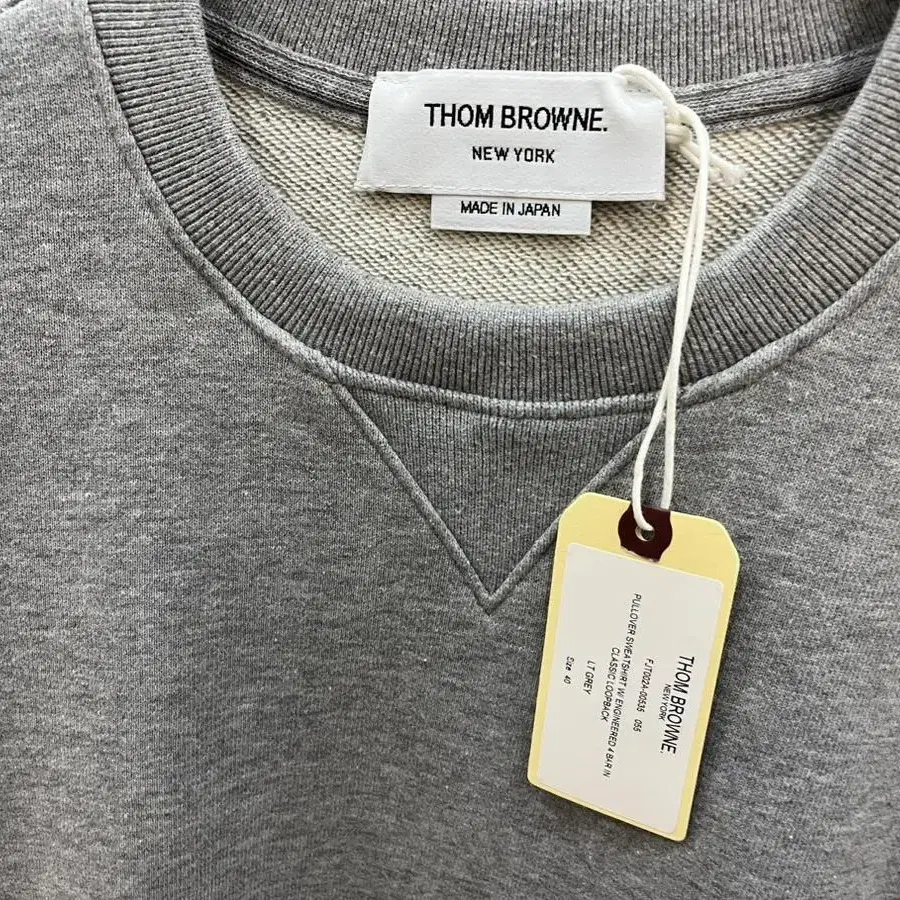 THOM BROWNE.
NEW YORK
MADE IN JAPAN
THOM BROWNE.
NEW YORK
FJT002A-00535 055
PULLOVER SWEATSHIRT W/ ENGINEERED 4 BAR IN
CLASSIC LOOPBACK
LT GREY
Size 40